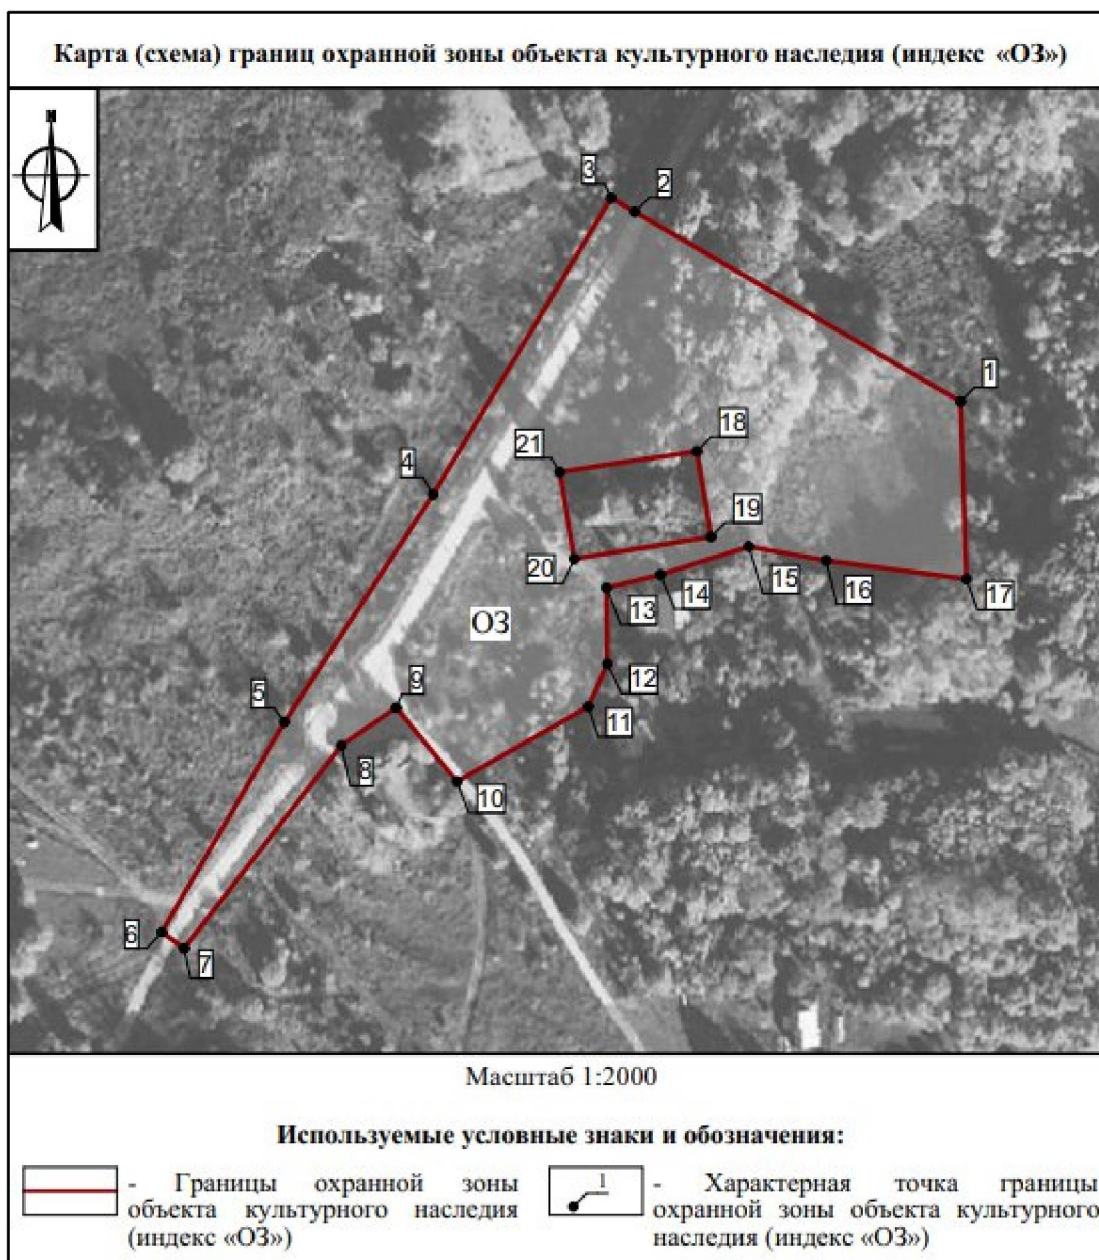 Карта (схема) границ охранной зоны объекта культурного наследия (индекс «ОЗ»)
N
3
2
1
18
21
4
19
20
15
16
17
13
14
ОЗ
12
9
11
5
8
10
6
7
Масштаб 1:2000
Используемые условные знаки и обозначения:
- Границы охранной зоны
объекта культурного наследия
(индекс «ОЗ»)
1
- Характерная точка границы
охранной зоны объекта культурного
наследия (индекс «ОЗ»)